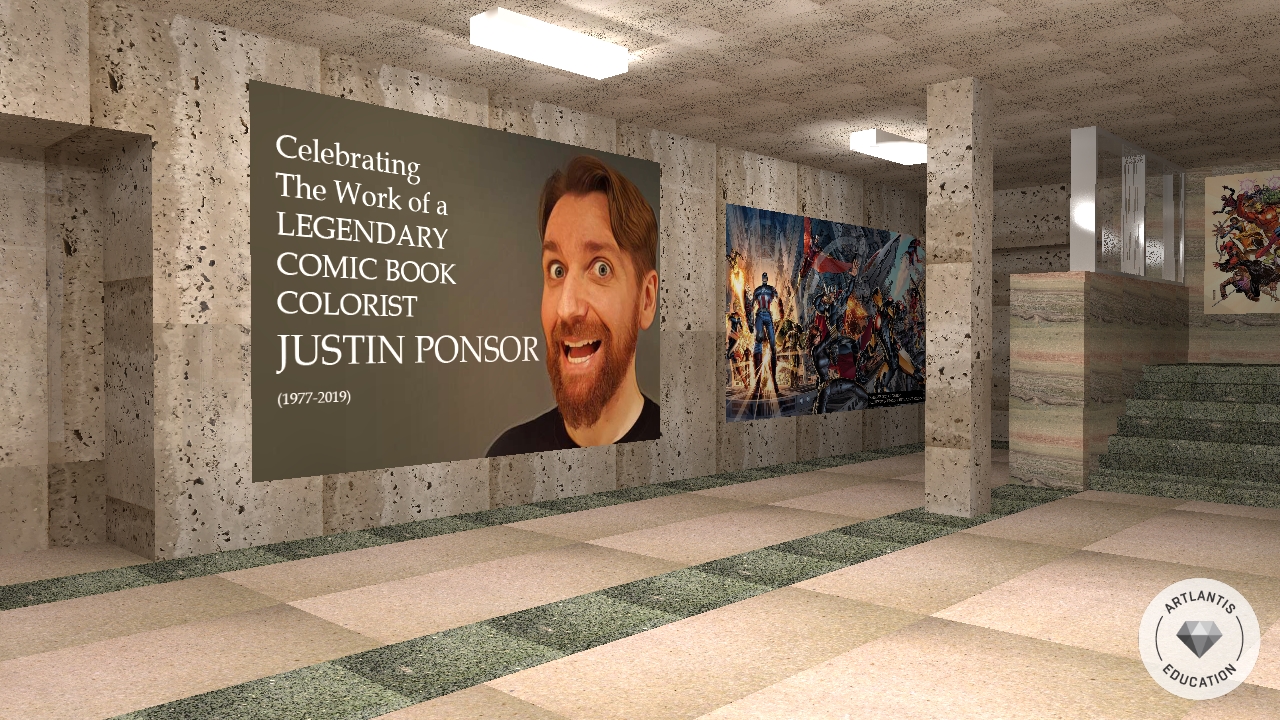 Celebrating
The Work of a
LEGENDARY
COMIC BOOK
COLORIST
JUSTIN PONSOR
(1977-2019)
ARTLANTIS
EDUCATION